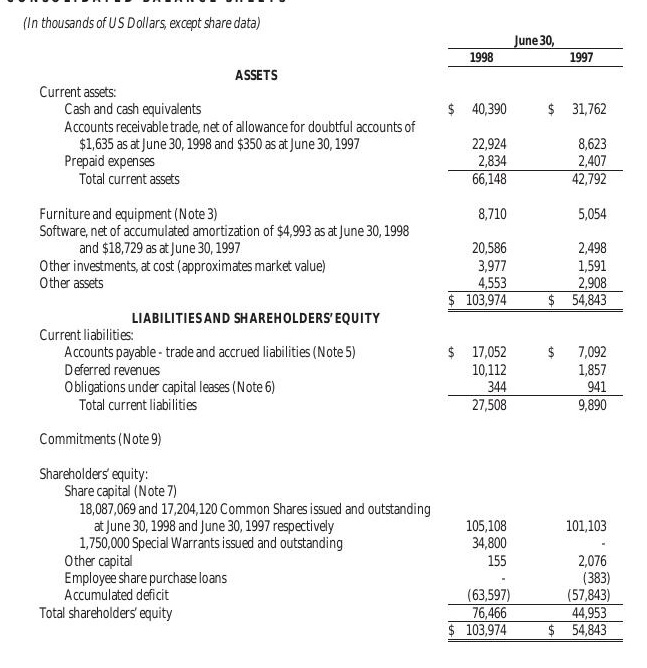 CONSOLIDATED BALANCE SHEETS
(In thousands of US Dollars, except share data)
June 30,
1998 1997
ASSETS
Current assets:
Cash and cash equivalents $ 40,390 $ 31,762
Accounts receivable trade, net of allowance for doubtful accounts of
$1,635 as at June 30, 1998 and $350 as at June 30, 1997 22,924 8,623
Prepaid expenses 2,834 2,407
Total current assets 66,148 42,792
Furniture and equipment (Note 3) 8,710 5,054
Software, net of accumulated amortization of $4,993 as at June 30, 1998
and $18,729 as at June 30, 1997 20,586 2,498
Other investments, at cost (approximates market value) 3,977 1,591
Other assets 4,553 2,908
$ 103,974 $ 54,843
LIABILITIES AND SHAREHOLDERS' EQUITY
Current liabilities:
Accounts payable - trade and accrued liabilities (Note 5) $ 17,052 $ 7,092
Deferred revenues 10,112 1,857
Obligations under capital leases (Note 6) 344 941
Total current liabilities 27,508 9,890
Commitments (Note 9)
Shareholders' equity:
Share capital (Note 7)
18,087,069 and 17,204,120 Common Shares issued and outstanding
at June 30, 1998 and June 30, 1997 respectively 105,108 101,103
1,750,000 Special Warrants issued and outstanding 34,800 -
Other capital 155 2,076
Employee share purchase loans - (383)
Accumulated deficit (63,597) (57,843)
Total shareholders' equity 76,466 44,953
$ 103,974 $ 54,843